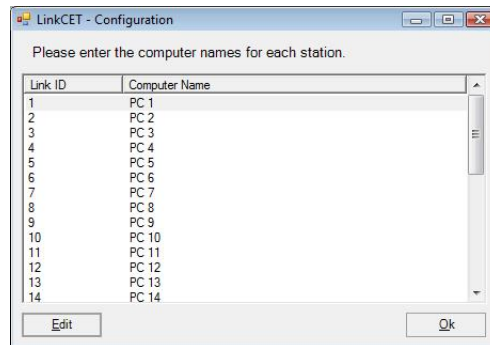 LinkCET - Configuration
Please enter the computer names for each station.
Link ID Computer Name
1 PC 1
2 PC 2
3 PC 3
4 PC 4
5 PC 5
6 PC 6
7 PC 7
8 PC 8
9 PC 9
10 PC 10
11 PC 11
12 PC 12
13 PC 13
14 PC 14
Edit Ok